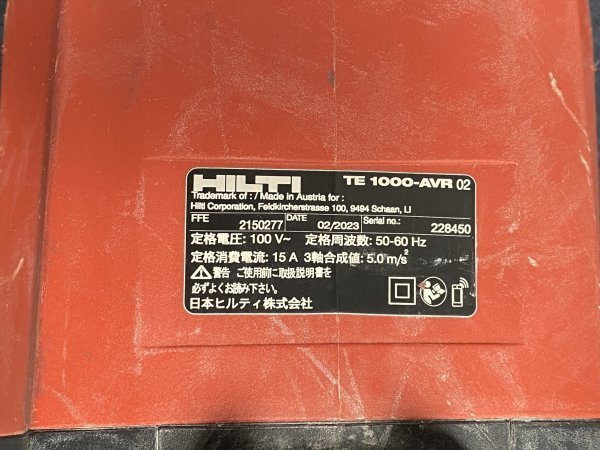 HILTI TE 1000-AVR 02
Trademark of : / Made in Austria for :
Hilti Corporation, Feldkircherstrasse 100, 9494 Schaan, LI
FFE 2150277 DATE 02/2023 Serial no.: 228450
定格電圧: 100 V~ 定格周波数: 50-60 Hz
定格消費電流: 15 A 3軸合成値: 5.0 m/s²
警告 ご使用前に取扱説明書を
必ずよくお読み下さい。
日本ヒルティ株式会社